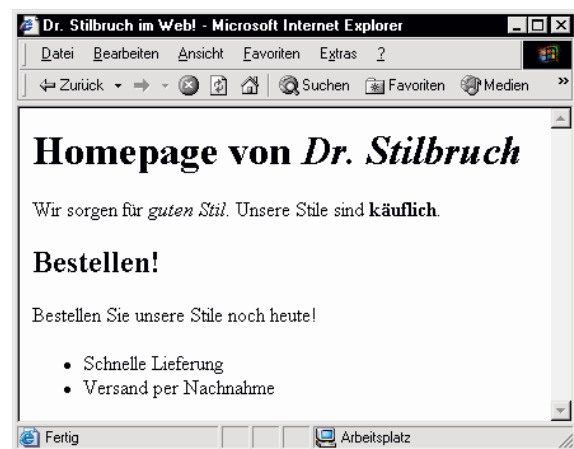 Dr. Stilbruch im Web! - Microsoft Internet Explorer
Datei Bearbeiten Ansicht Favoriten Extras ?
Zurück Suchen Favoriten Medien »
Homepage von Dr. Stilbruch
Wir sorgen für guten Stil. Unsere Stile sind käuflich.
Bestellen!
Bestellen Sie unsere Stile noch heute!
• Schnelle Lieferung
• Versand per Nachnahme
Fertig Arbeitsplatz